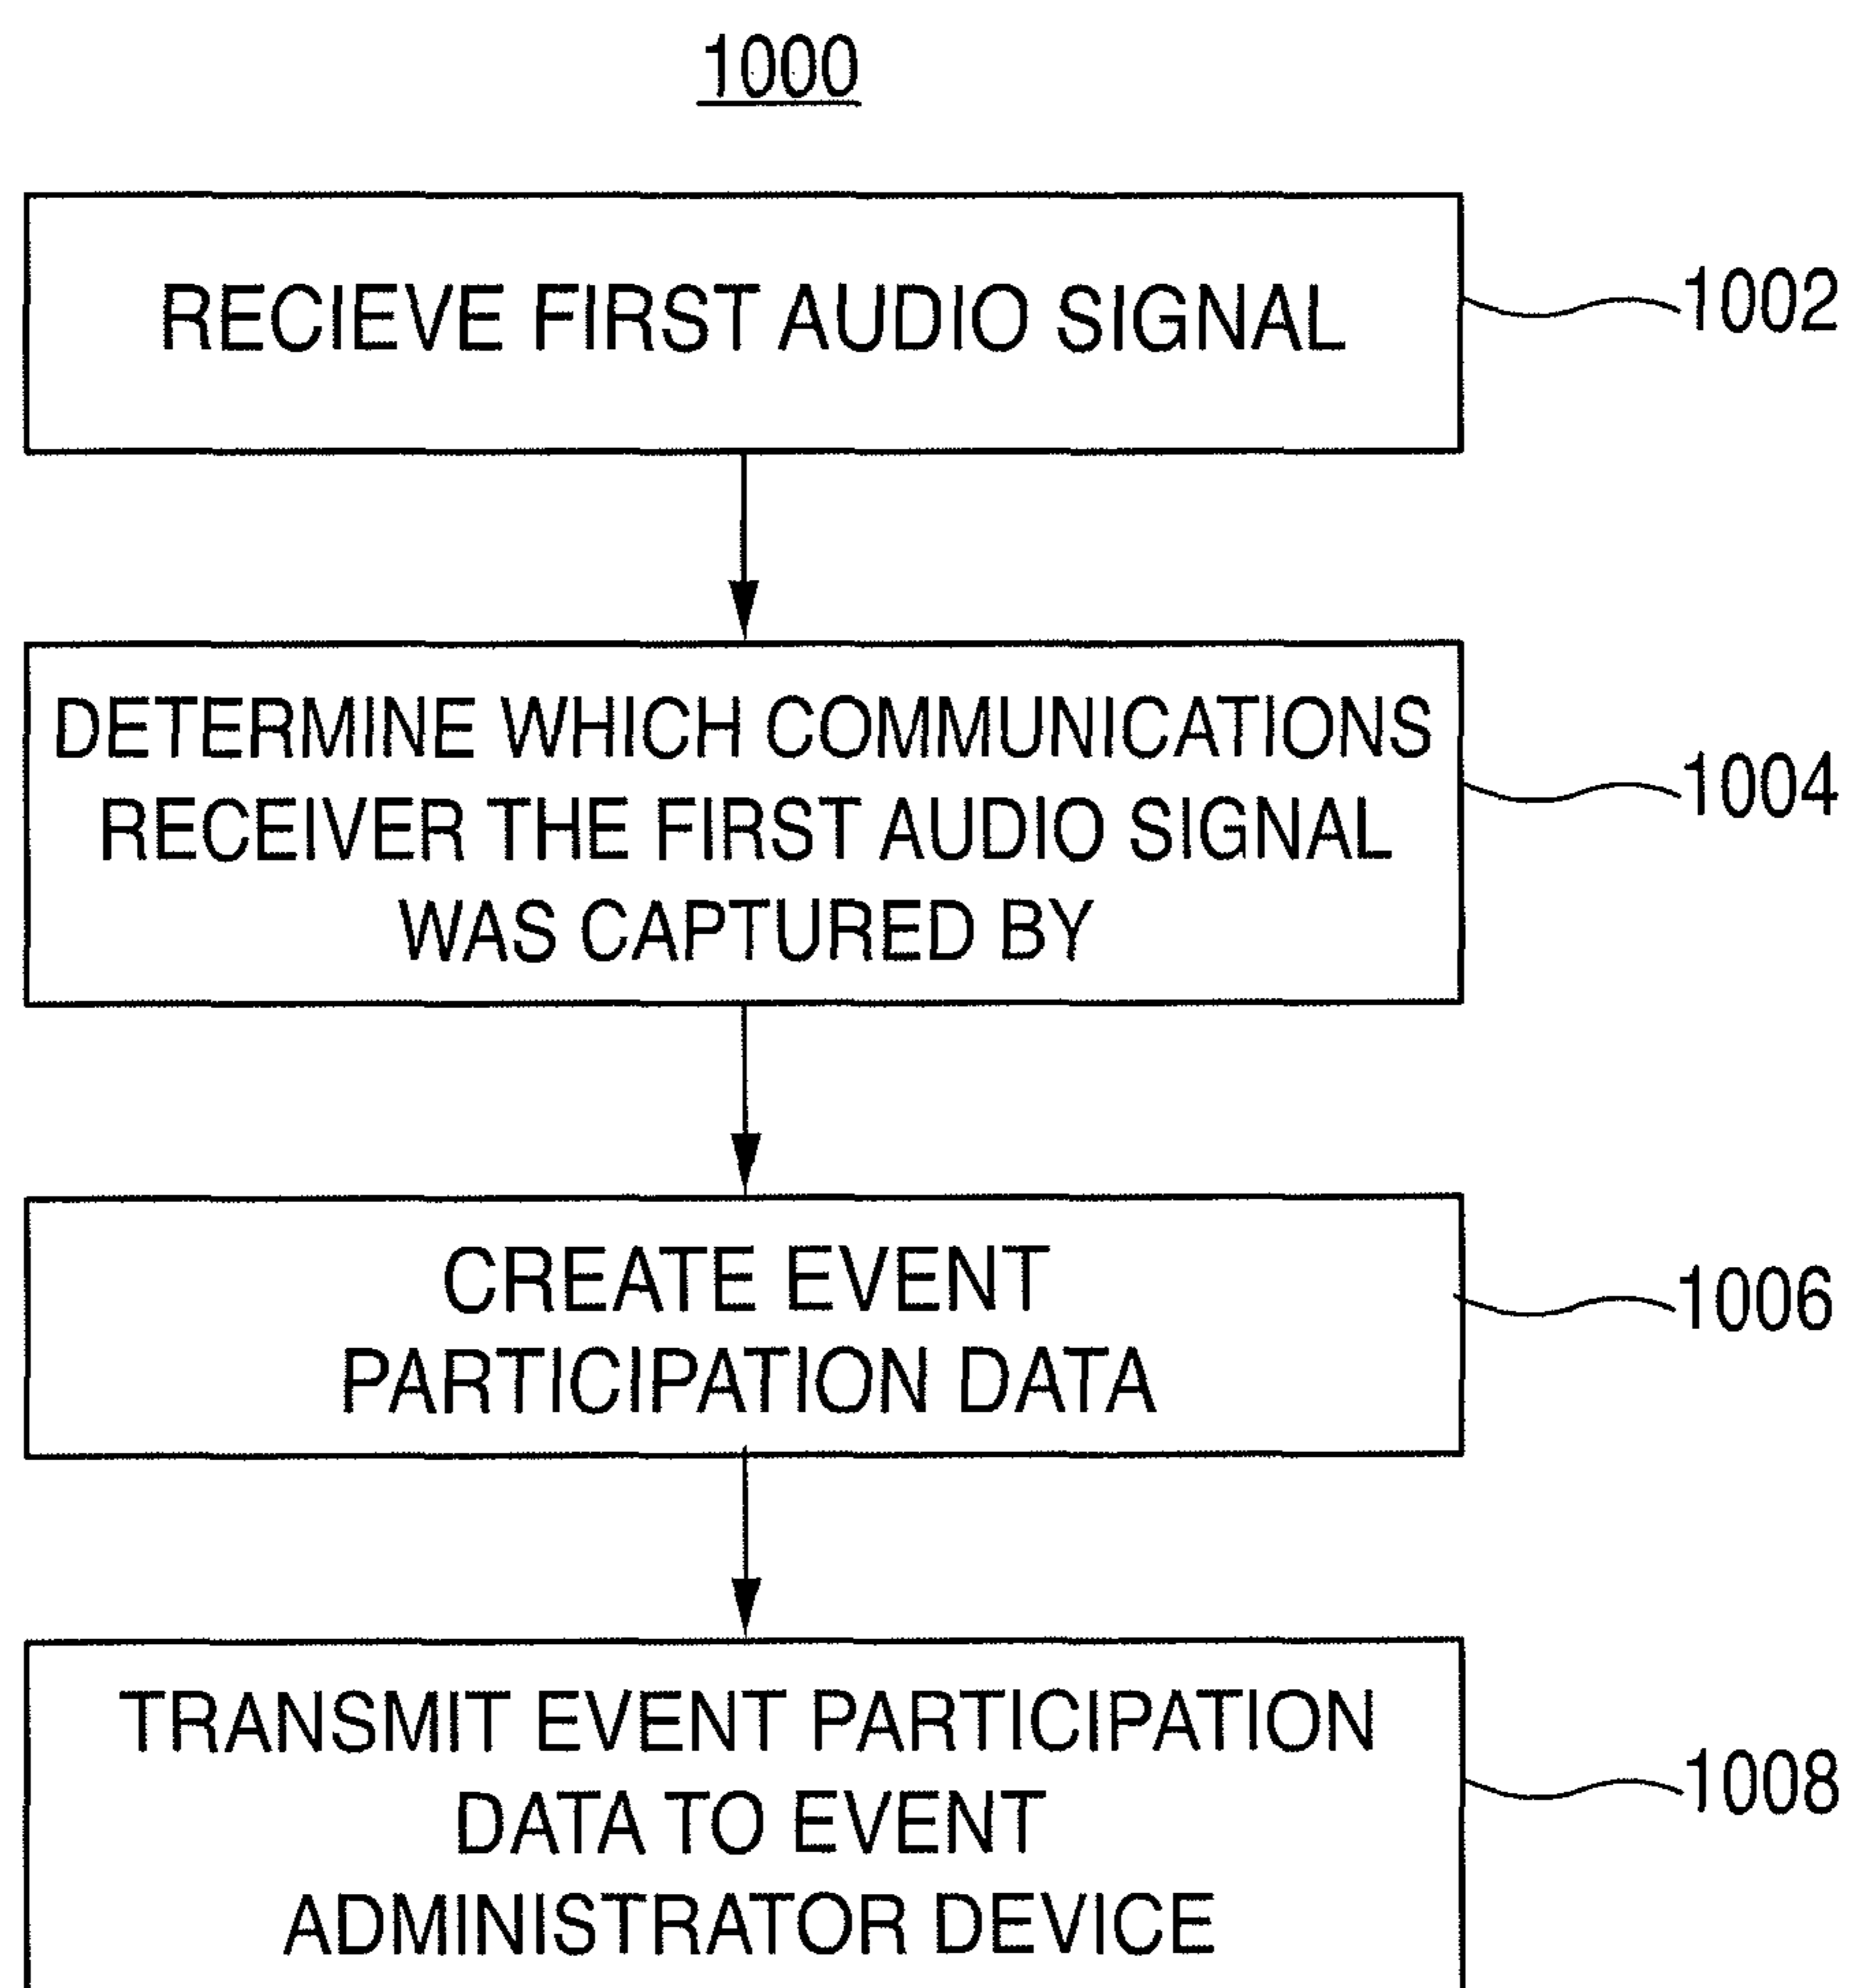 1000
RECIEVE FIRST AUDIO SIGNAL
1002
DETERMINE WHICH COMMUNICATIONS
RECEIVER THE FIRST AUDIO SIGNAL
WAS CAPTURED BY
1004
CREATE EVENT
PARTICIPATION DATA
1006
TRANSMIT EVENT PARTICIPATION
DATA TO EVENT
ADMINISTRATOR DEVICE
1008